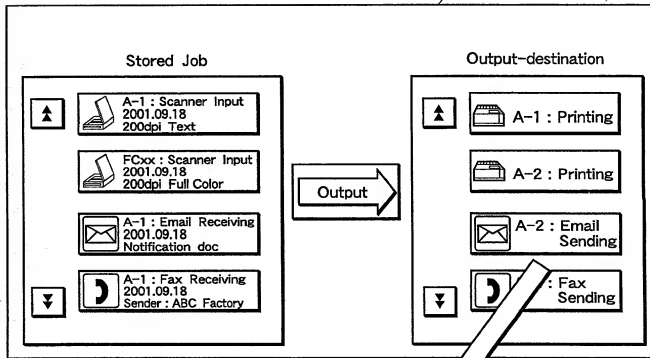 Stored Job
A-1 : Scanner Input
2001.09.18
200dpi Text
FCxx : Scanner Input
2001.09.18
200dpi Full Color
A-1 : Email Receiving
2001.09.18
Notification doc
A-1 : Fax Receiving
2001.09.18
Sender : ABC Factory
Output
Output-destination
A-1 : Printing
A-2 : Printing
A-2 : Email
Sending
: Fax
Sending